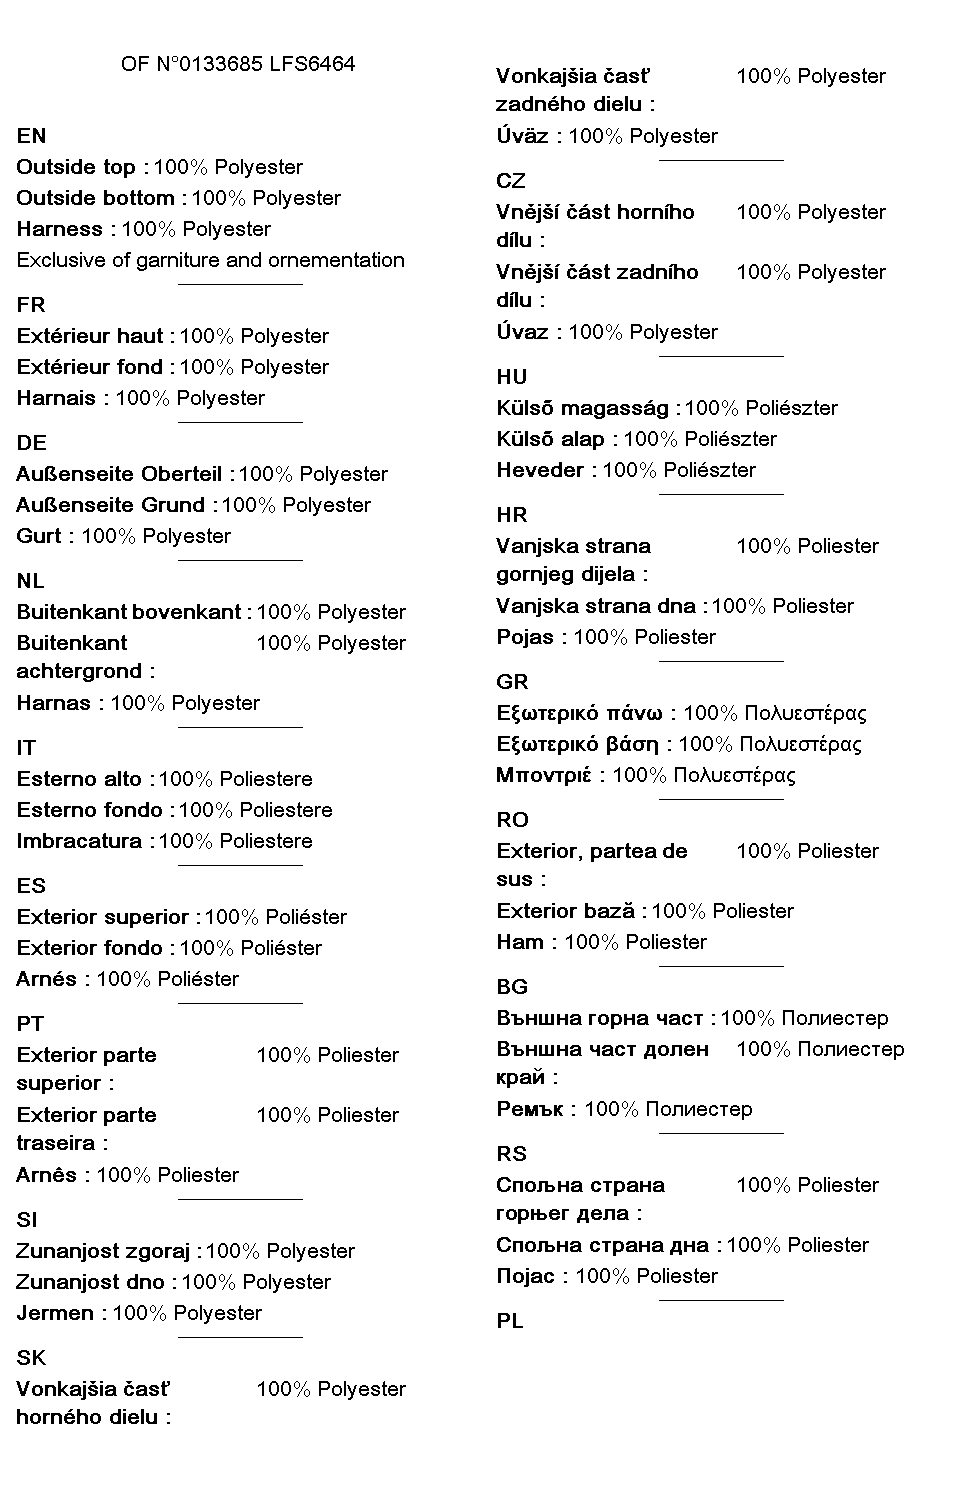 OF N°0133685 LFS6464
EN
Outside top : 100% Polyester
Outside bottom : 100% Polyester
Harness : 100% Polyester
Exclusive of garniture and ornementation
FR
Extérieur haut : 100% Polyester
Extérieur fond : 100% Polyester
Harnais : 100% Polyester
DE
Außenseite Oberteil : 100% Polyester
Außenseite Grund : 100% Polyester
Gurt : 100% Polyester
NL
Buitenkant bovenkant : 100% Polyester
Buitenkant 100% Polyester
achtergrond :
Harnas : 100% Polyester
IT
Esterno alto : 100% Poliestere
Esterno fondo : 100% Poliestere
Imbracatura : 100% Poliestere
ES
Exterior superior : 100% Poliéster
Exterior fondo : 100% Poliéster
Arnés : 100% Poliéster
PT
Exterior parte 100% Poliester
superior :
Exterior parte 100% Poliester
traseira :
Arnês : 100% Poliester
SI
Zunanjost zgoraj : 100% Polyester
Zunanjost dno : 100% Polyester
Jermen : 100% Polyester
SK
Vonkajšia časť 100% Polyester
horného dielu :
Vonkajšia časť 100% Polyester
zadného dielu :
Úväz : 100% Polyester
CZ
Vnější část horního 100% Polyester
dílu :
Vnější část zadního 100% Polyester
dílu :
Úvaz : 100% Polyester
HU
Külső magasság : 100% Poliészter
Külső alap : 100% Poliészter
Heveder : 100% Poliészter
HR
Vanjska strana 100% Poliester
gornjeg dijela :
Vanjska strana dna : 100% Poliester
Pojas : 100% Poliester
GR
Εξωτερικό πάνω : 100% Πολυεστέρας
Εξωτερικό βάση : 100% Πολυεστέρας
Μποντριέ : 100% Πολυεστέρας
RO
Exterior, partea de 100% Poliester
sus :
Exterior bază : 100% Poliester
Ham : 100% Poliester
BG
Външна горна част : 100% Полиестер
Външна част долен 100% Полиестер
край :
Ремък : 100% Полиестер
RS
Спољна страна 100% Poliester
горњег дела :
Спољна страна дна : 100% Poliester
Појас : 100% Poliester
PL